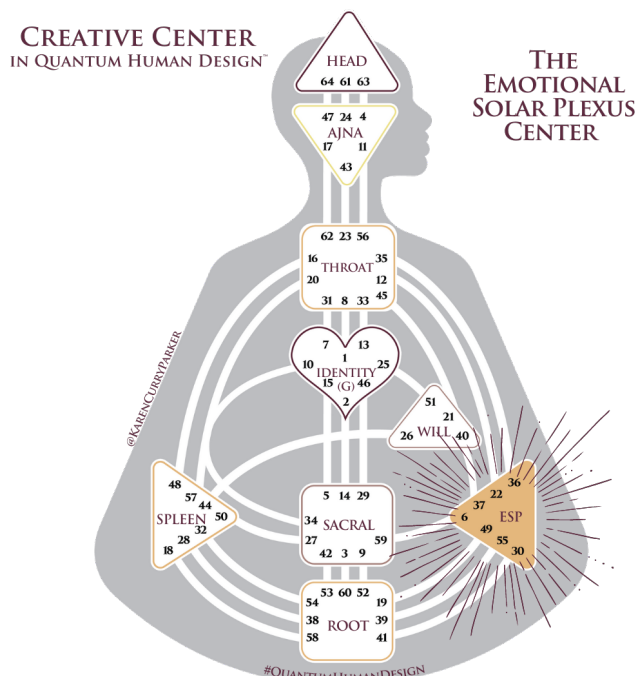 CREATIVE CENTER
IN QUANTUM HUMAN DESIGN™
THE
EMOTIONAL
SOLAR PLEXUS
CENTER
HEAD
64 61 63
47 24 4
AJNA
17 11
43
62 23 56
16 35
THROAT
20 12
45
31 8 33
7 13
1
10 25
IDENTITY
(G)
15 46
2
51
21
WILL
26 40
@KARENCURRYPARKER
48
57
44
SPLEEN 50
32
28
18
5 14 29
34
SACRAL
27 59
42 3 9
36
22
37
6 ESP
49
55
30
53 60 52
54 19
38 ROOT 39
58 41
#QUANTUMHUMANDESIGN